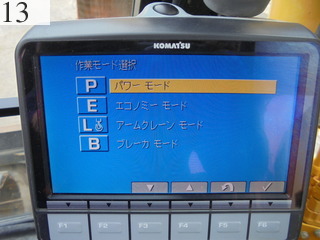 13
KOMATSU
作業モード選択
P パワー モード
E エコノミー モード
L アームクレーン モード
B ブレーカ モード
F1 F2 F3 F4 F5 F6